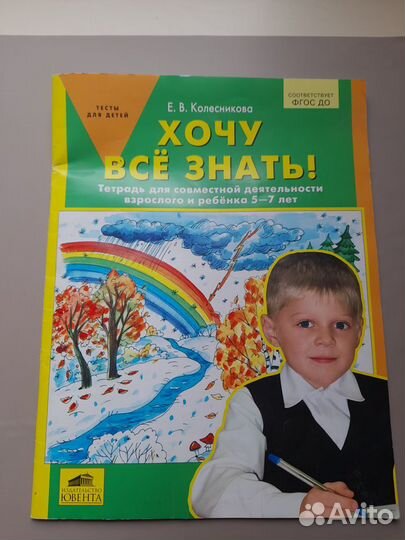 ТЕСТЫ
ДЛЯ ДЕТЕЙ
Е. В. Колесникова
СООТВЕТСТВУЕТ
ФГОС ДО
ХОЧУ
ВСЁ ЗНАТЬ!
Тетрадь для совместной деятельности
взрослого и ребёнка 5—7 лет
ИЗДАТЕЛЬСТВО
ЮВЕНТА
Avito